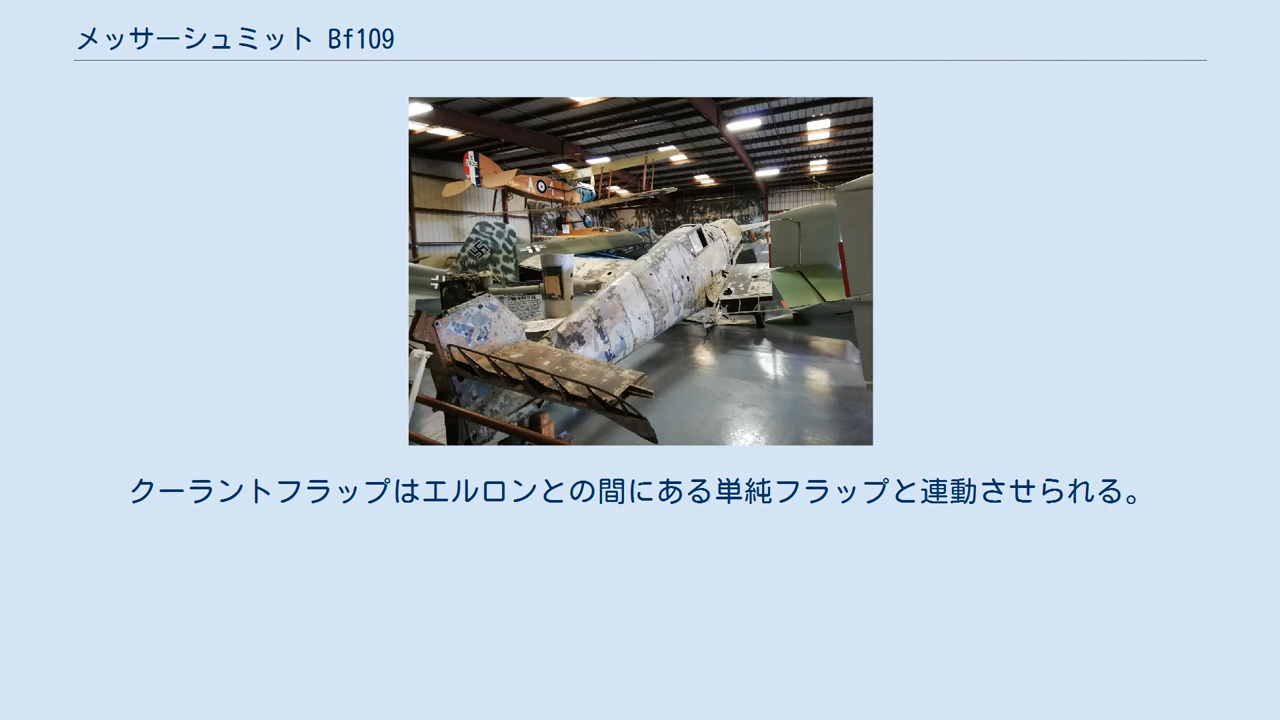 メッサーシュミット Bf109
クーラントフラップはエルロンとの間にある単純フラップと連動させられる。